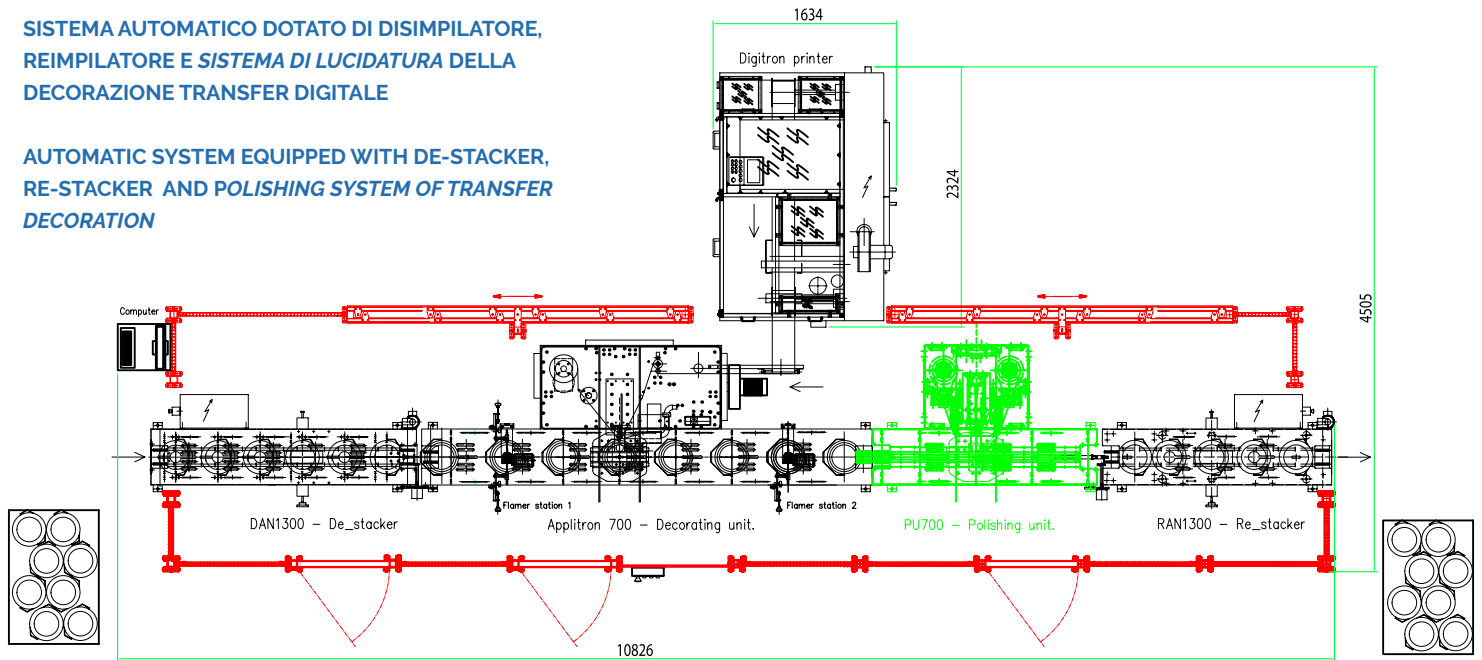 SISTEMA AUTOMATICO DOTATO DI DISIMPILATORE,
REIMPILATORE E SISTEMA DI LUCIDATURA DELLA
DECORAZIONE TRANSFER DIGITALE
AUTOMATIC SYSTEM EQUIPPED WITH DE-STACKER,
RE-STACKER AND POLISHING SYSTEM OF TRANSFER
DECORATION
1634
Digitron printer
2324
4505
Computer
Flamer station 1
Flamer station 2
DAN1300 – De_stacker
Applitron 700 – Decorating unit.
PU700 – Polishing unit.
RAN1300 – Re_stacker
10826